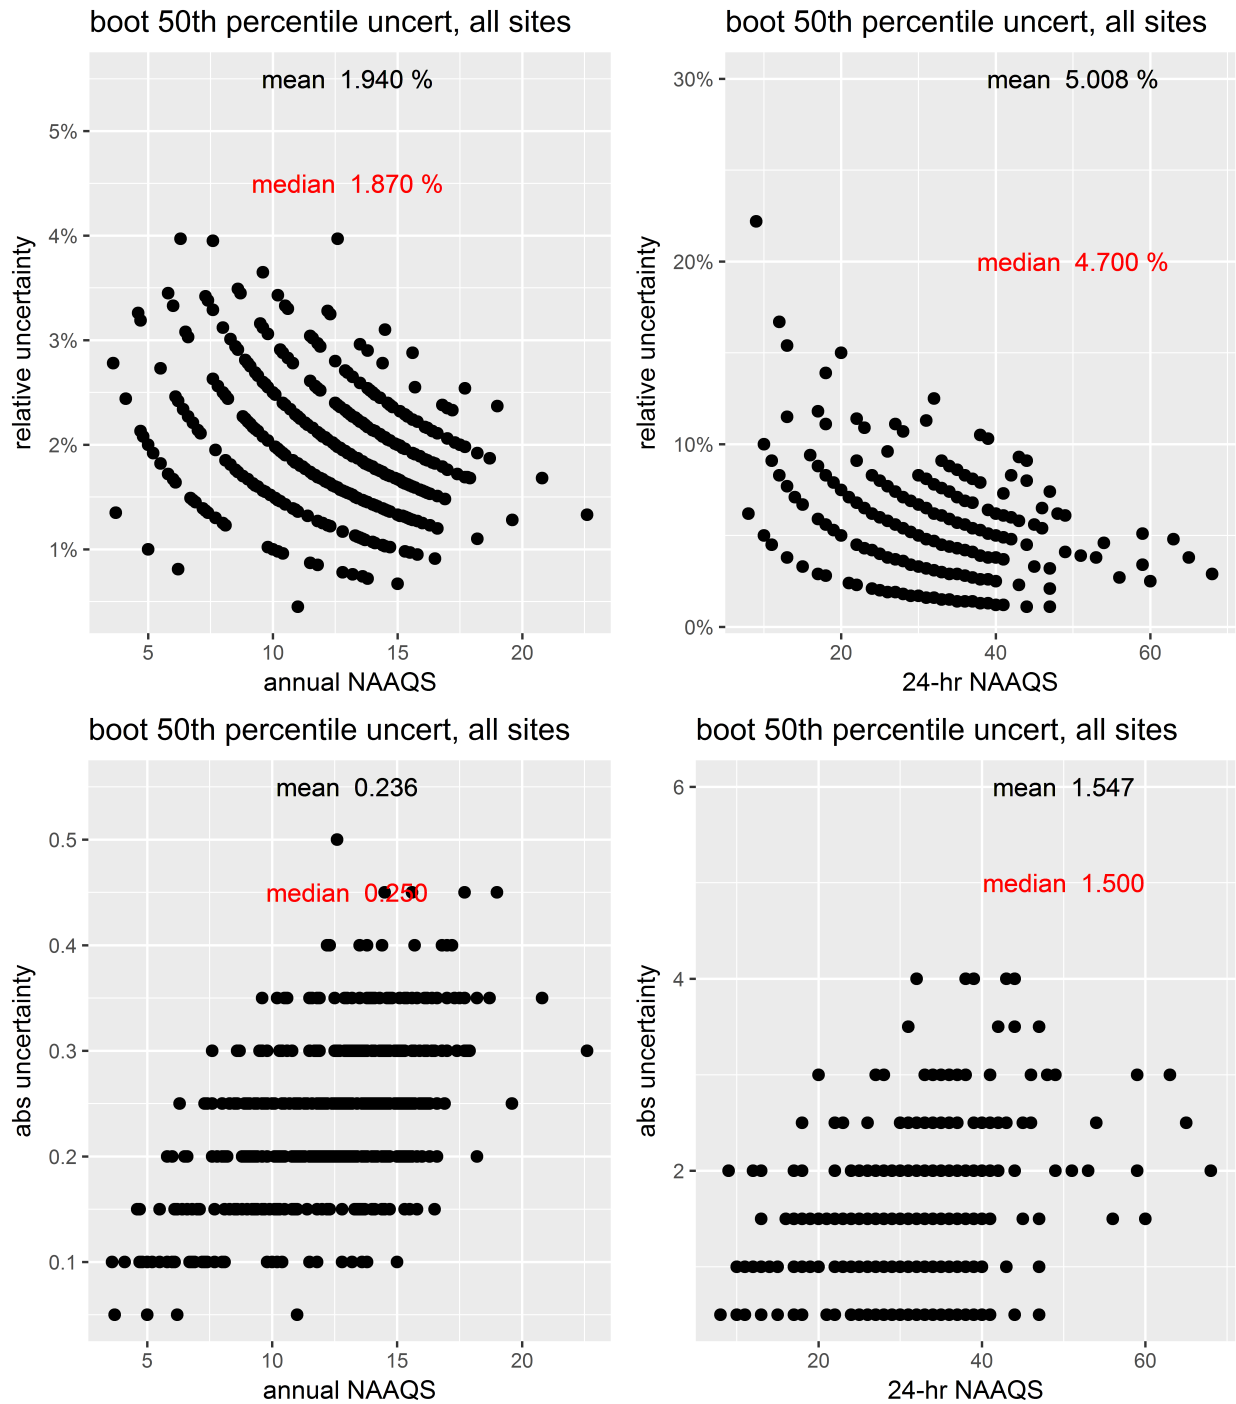 boot 50th percentile uncert, all sites
mean 1.940 %
median 1.870 %
5%
4%
3%
2%
1%
relative uncertainty
5 10 15 20
annual NAAQS
boot 50th percentile uncert, all sites
mean 5.008 %
median 4.700 %
30%
20%
10%
0%
relative uncertainty
20 40 60
24-hr NAAQS
boot 50th percentile uncert, all sites
mean 0.236
median 0.250
0.5
0.4
0.3
0.2
0.1
abs uncertainty
5 10 15 20
annual NAAQS
boot 50th percentile uncert, all sites
mean 1.547
median 1.500
6
4
2
abs uncertainty
20 40 60
24-hr NAAQS